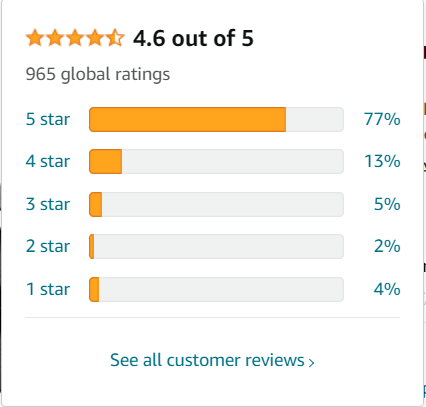 4.6 out of 5
965 global ratings
5 star 77%
4 star 13%
3 star 5%
2 star 2%
1 star 4%
See all customer reviews ›